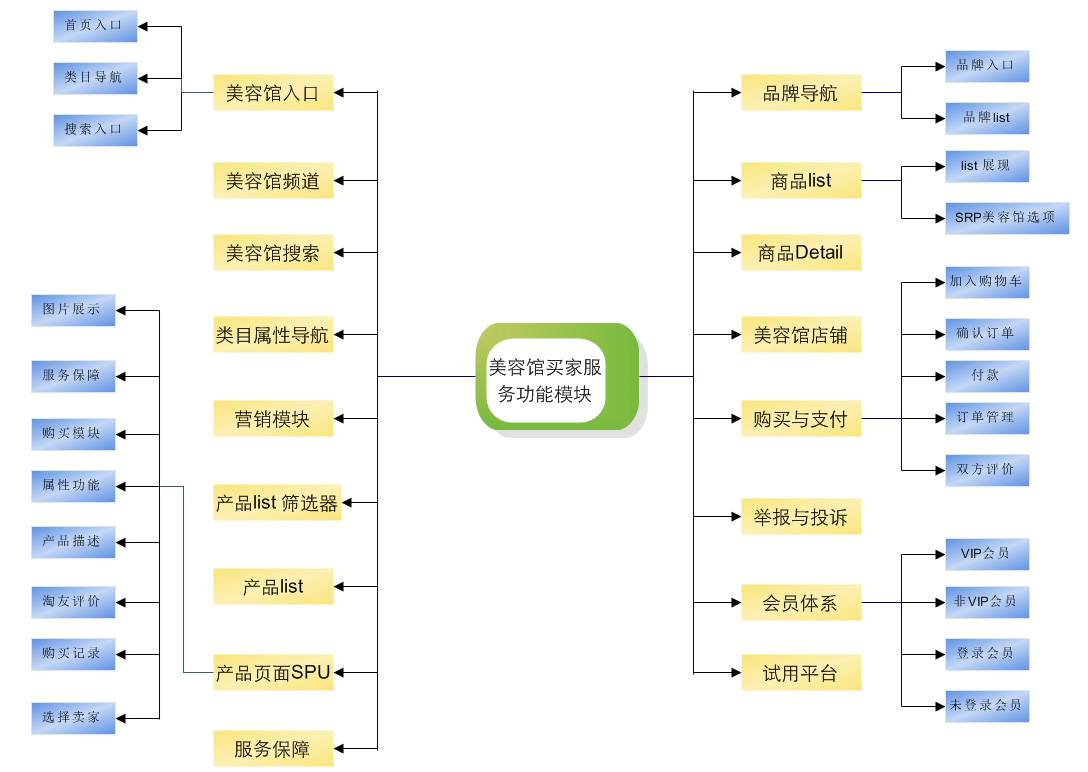 首页入口
类目导航
搜索入口
美容馆入口
美容馆频道
美容馆搜索
类目属性导航
营销模块
产品list 筛选器
产品list
产品页面SPU
服务保障
图片展示
服务保障
购买模块
属性功能
产品描述
淘友评价
购买记录
选择卖家
美容馆买家服
务功能模块
品牌导航
商品list
商品Detail
美容馆店铺
购买与支付
举报与投诉
会员体系
试用平台
品牌入口
品牌list
list 展现
SRP美容馆选项
加入购物车
确认订单
付款
订单管理
双方评价
VIP会员
非VIP会员
登录会员
未登录会员